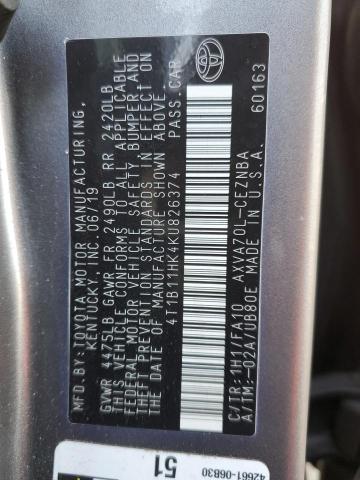 MFD.BY:TOYOTA MOTOR MANUFACTURING,
KENTUCKY, INC. 06/19
GVWR 4475LB GAWR FR 2490LB RR 2420LB
THIS VEHICLE CONFORMS TO ALL APPLICABLE
FEDERAL MOTOR VEHICLE SAFETY, BUMPER, AND
THEFT PREVENTION STANDARDS IN EFFECT ON
THE DATE OF MANUFACTURE SHOWN ABOVE.
4T1B11HK4KU826374 PASS.CAR
C/TR:1H1/FA10 AXVA70L-CEZNBA
A/TM:-02A/UB80E MADE IN U.S.A.
60163
42661-06B30
51